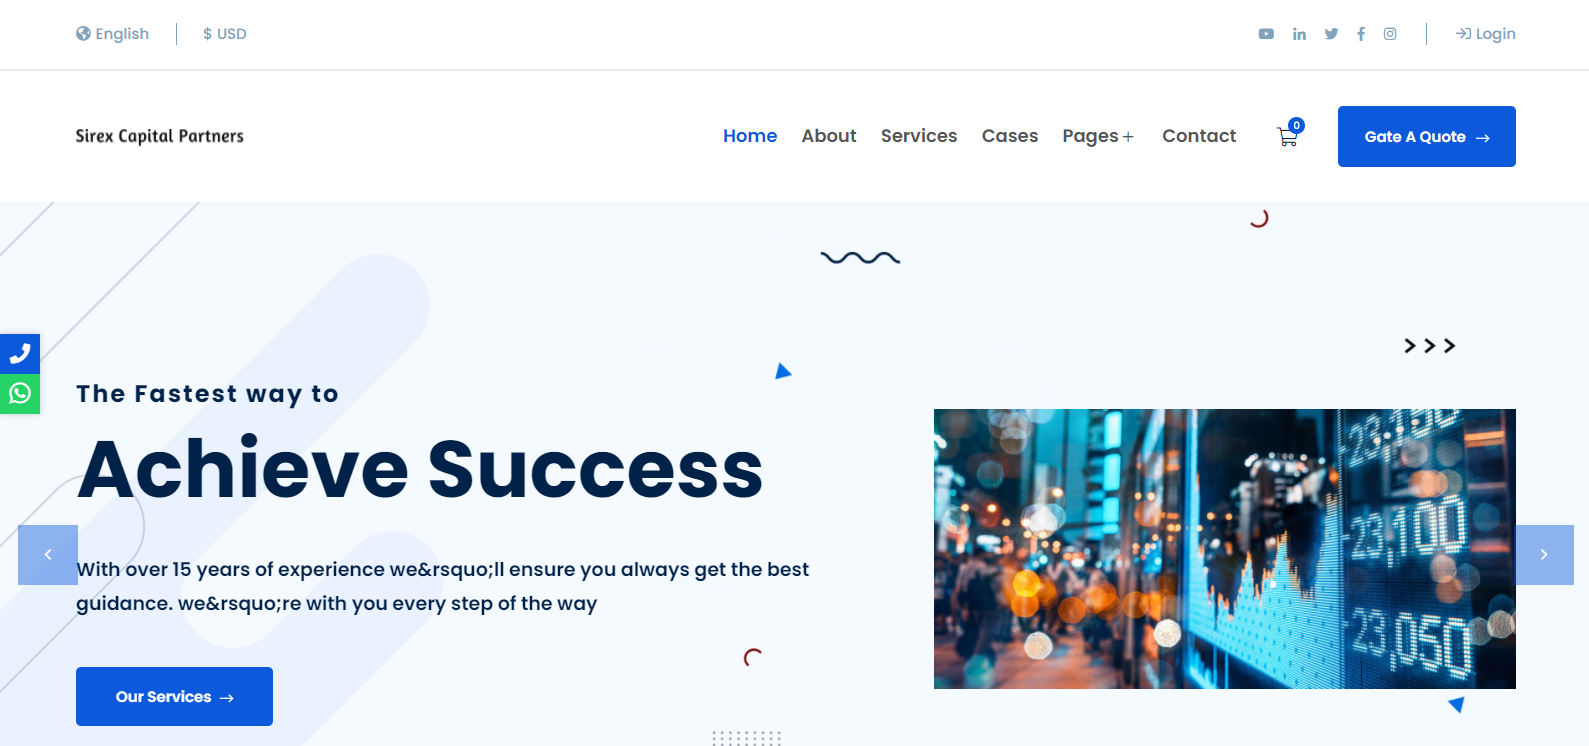 English
$ USD
Login
Sirex Capital Partners
Home
About
Services
Cases
Pages +
Contact
0
Gate A Quote →
The Fastest way to
Achieve Success
With over 15 years of experience we&rsquo;ll ensure you always get the best
guidance. we&rsquo;re with you every step of the way
Our Services →
23,100
23,050